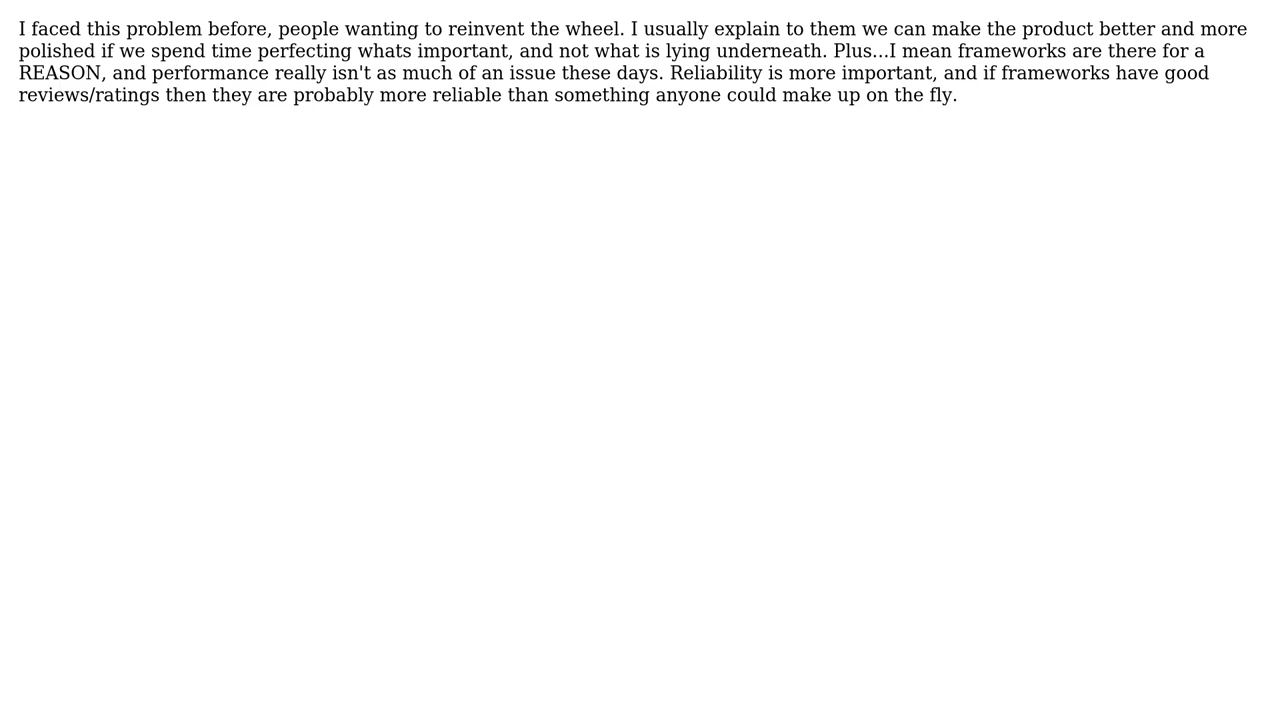 I faced this problem before, people wanting to reinvent the wheel. I usually explain to them we can make the product better and more
polished if we spend time perfecting whats important, and not what is lying underneath. Plus...I mean frameworks are there for a
REASON, and performance really isn't as much of an issue these days. Reliability is more important, and if frameworks have good
reviews/ratings then they are probably more reliable than something anyone could make up on the fly.